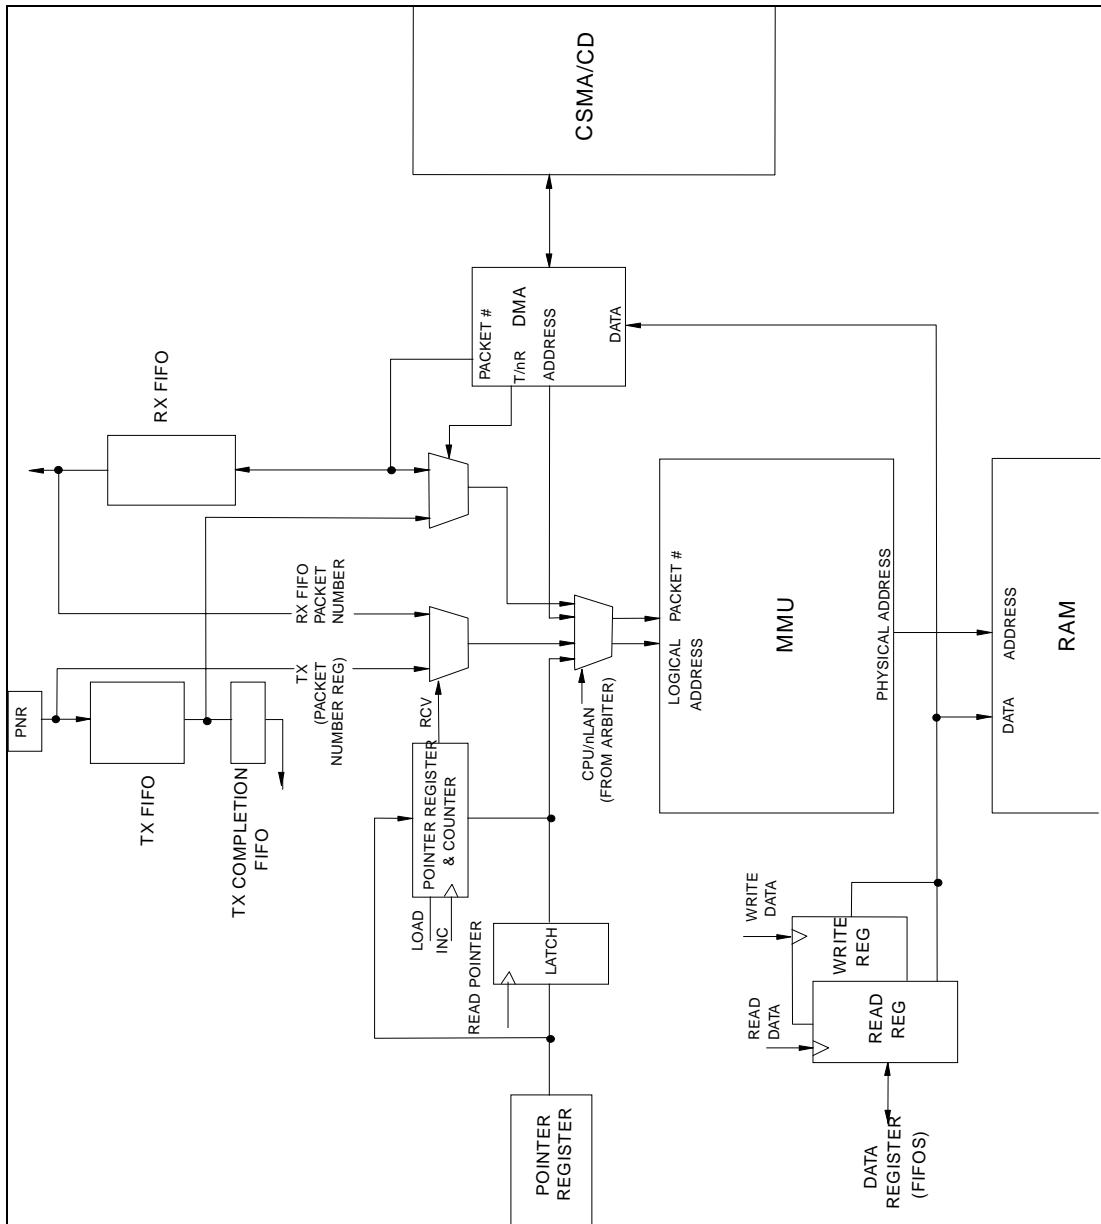 CSMA/CD
PACKET #
T/nR
DMA
ADDRESS
DATA
RX FIFO
RX FIFO
PACKET
NUMBER
TX
(PACKET
NUMBER REG)
PNR
TX FIFO
TX COMPLETION
FIFO
RCV
POINTER REGISTER
& COUNTER
LOAD
INC
CPU/nLAN
(FROM ARBITER)
PACKET #
LOGICAL
ADDRESS
MMU
PHYSICAL ADDRESS
ADDRESS
DATA
RAM
READ POINTER
LATCH
WRITE
DATA
WRITE
REG
READ
DATA
READ
REG
POINTER
REGISTER
DATA
REGISTER
(FIFOS)